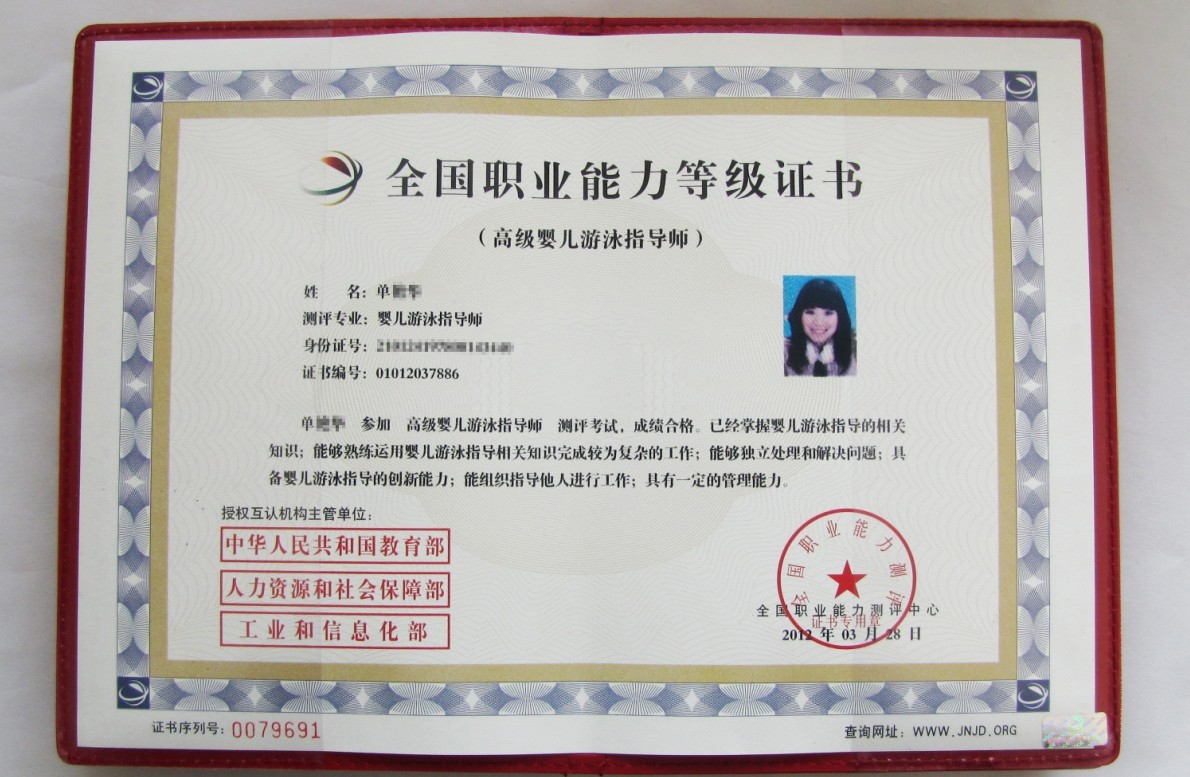 全国职业能力等级证书
（高级婴儿游泳指导师）
姓 名：单
测评专业：婴儿游泳指导师
身份证号：
证书编号：01012037886
单 参加 高级婴儿游泳指导师 测评考试，成绩合格。已经掌握婴儿游泳指导的相关
知识；能够熟练运用婴儿游泳指导相关知识完成较为复杂的工作；能够独立处理和解决问题；具
备婴儿游泳指导的创新能力；能组织指导他人进行工作；具有一定的管理能力。
授权互认机构主管单位：
中华人民共和国教育部
人力资源和社会保障部
工业和信息化部
全国职业能力测评
证书专用章
全国职业能力测评中心
2012 年 03 月 28 日
证书序列号：0079691
查询网址：WWW.JNJD.ORG